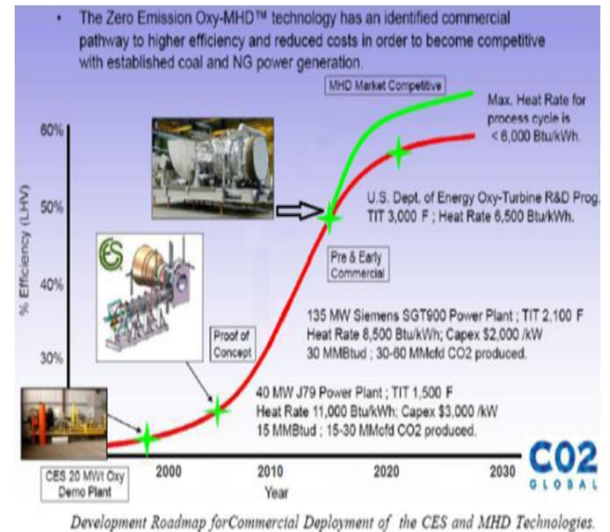 • The Zero Emission Oxy-MHD™ technology has an identified commercial
pathway to higher efficiency and reduced costs in order to become competitive
with established coal and NG power generation.
MHD Market Competitive
Max. Heat Rate for
process cycle is
< 6,000 Btu/kWh.
60%
U.S. Dept. of Energy Oxy-Turbine R&D Prog.
TIT 3,000 F ; Heat Rate 6,500 Btu/kWh.
50%
% Efficiency (LHV)
CES
Pre & Early
Commercial
40%
135 MW Siemens SGT900 Power Plant ; TIT 2,100 F
Heat Rate 8,500 Btu/kWh; Capex $2,000 /kW
30 MMBtud ; 30-60 MMcfd CO2 produced.
Proof of
Concept
30%
40 MW J79 Power Plant ; TIT 1,500 F
Heat Rate 11,000 Btu/kWh; Capex $3,000 /kW
15 MMBtud ; 15-30 MMcfd CO2 produced.
CES 20 MWt Oxy
Demo Plant
2000
2010
2020
2030
Year
CO2
GLOBAL
Development Roadmap forCommercial Deployment of the CES and MHD Technologies.